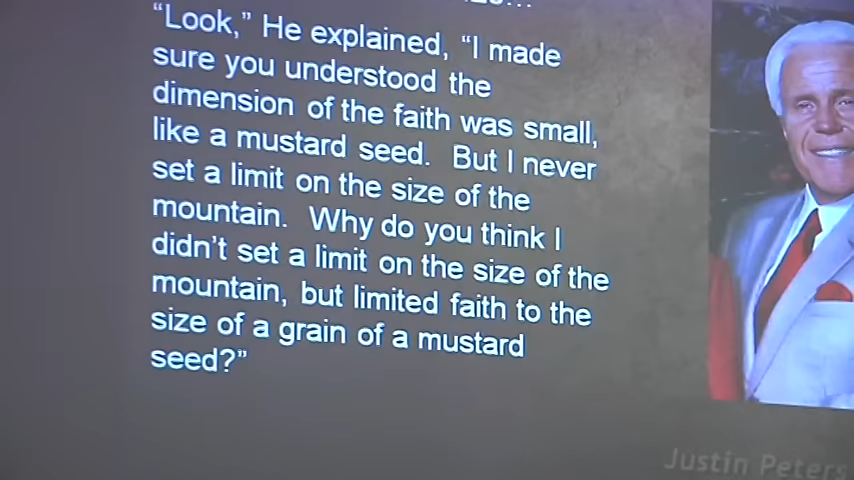 “Look,” He explained, “I made
sure you understood the
dimension of the faith was small,
like a mustard seed.  But I never
set a limit on the size of the
mountain.  Why do you think I
didn’t set a limit on the size of the
mountain, but limited faith to the
size of a grain of a mustard
seed?”
Justin Peters